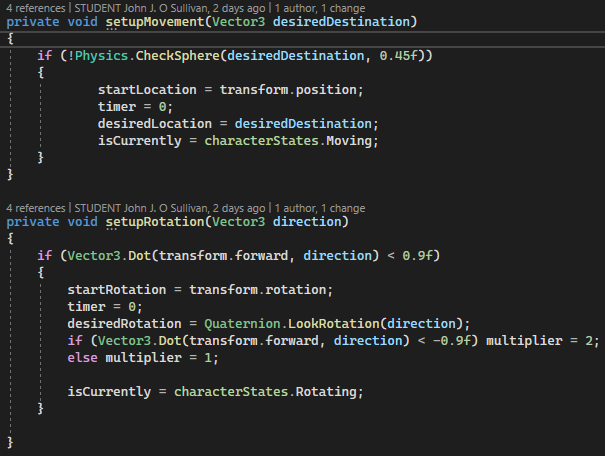 4 references | STUDENT John J. O Sullivan, 2 days ago | 1 author, 1 change
private void setupMovement(Vector3 desiredDestination)
{
    if (!Physics.CheckSphere(desiredDestination, 0.45f))
    {
            startLocation = transform.position;
            timer = 0;
            desiredLocation = desiredDestination;
            isCurrently = characterStates.Moving;
    }
}
4 references | STUDENT John J. O Sullivan, 2 days ago | 1 author, 1 change
private void setupRotation(Vector3 direction)
{
    if (Vector3.Dot(transform.forward, direction) < 0.9f)
    {
        startRotation = transform.rotation;
        timer = 0;
        desiredRotation = Quaternion.LookRotation(direction);
        if (Vector3.Dot(transform.forward, direction) < -0.9f) multiplier = 2;
        else multiplier = 1;

        isCurrently = characterStates.Rotating;
    }

}